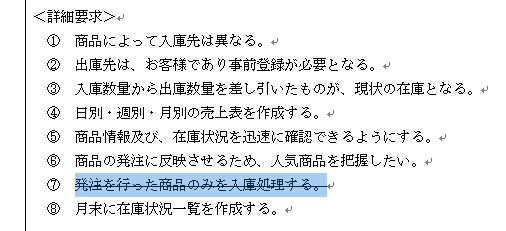 ＜詳細要求＞
① 商品によって入庫先は異なる。
② 出庫先は、お客様であり事前登録が必要となる。
③ 入庫数量から出庫数量を差し引いたものが、現状の在庫となる。
④ 日別・週別・月別の売上表を作成する。
⑤ 商品情報及び、在庫状況を迅速に確認できるようにする。
⑥ 商品の発注に反映させるため、人気商品を把握したい。
⑦ 発注を行った商品のみを入庫処理する。
⑧ 月末に在庫状況一覧を作成する。